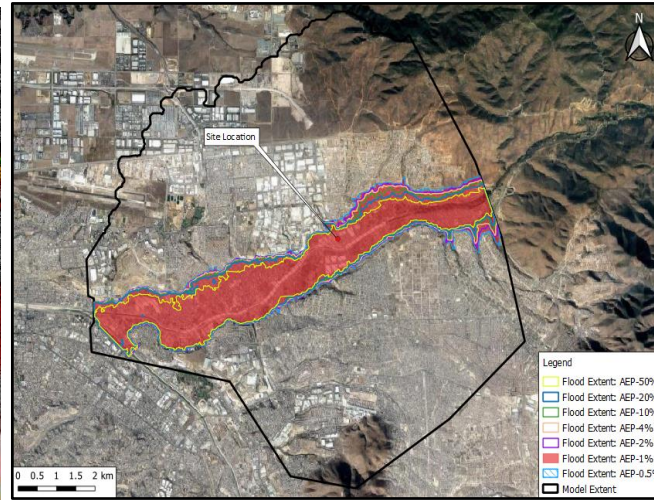 N
Site Location
Legend
Flood Extent: AEP-50%
Flood Extent: AEP-20%
Flood Extent: AEP-10%
Flood Extent: AEP-4%
Flood Extent: AEP-2%
Flood Extent: AEP-1%
Flood Extent: AEP-0.5%
Model Extent
0 0.5 1 1.5 2 km